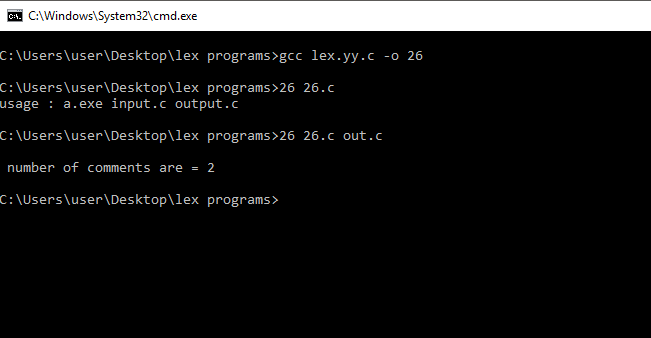 C:\Windows\System32\cmd.exe
C:\Users\user\Desktop\lex programs>gcc lex.yy.c -o 26
C:\Users\user\Desktop\lex programs>26 26.c
usage : a.exe input.c output.c
C:\Users\user\Desktop\lex programs>26 26.c out.c
number of comments are = 2
C:\Users\user\Desktop\lex programs>